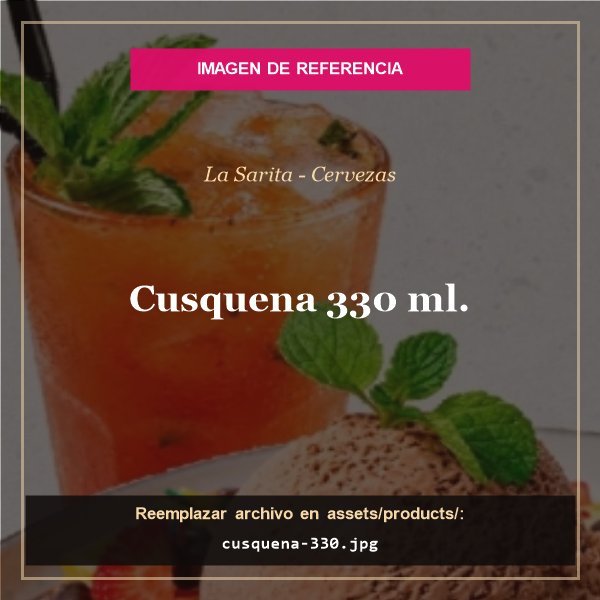 IMAGEN DE REFERENCIA
La Sarita - Cervezas
Cusquena 330 ml.
Reemplazar archivo en assets/products/:
cusquena-330.jpg